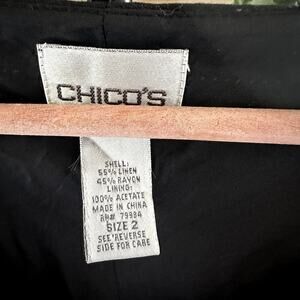 CHICO'S
SHELL:
55% LINEN
45% RAYON
LINING:
100% ACETATE
MADE IN CHINA
RN# 79984
SIZE 2
SEE REVERSE
SIDE FOR CARE